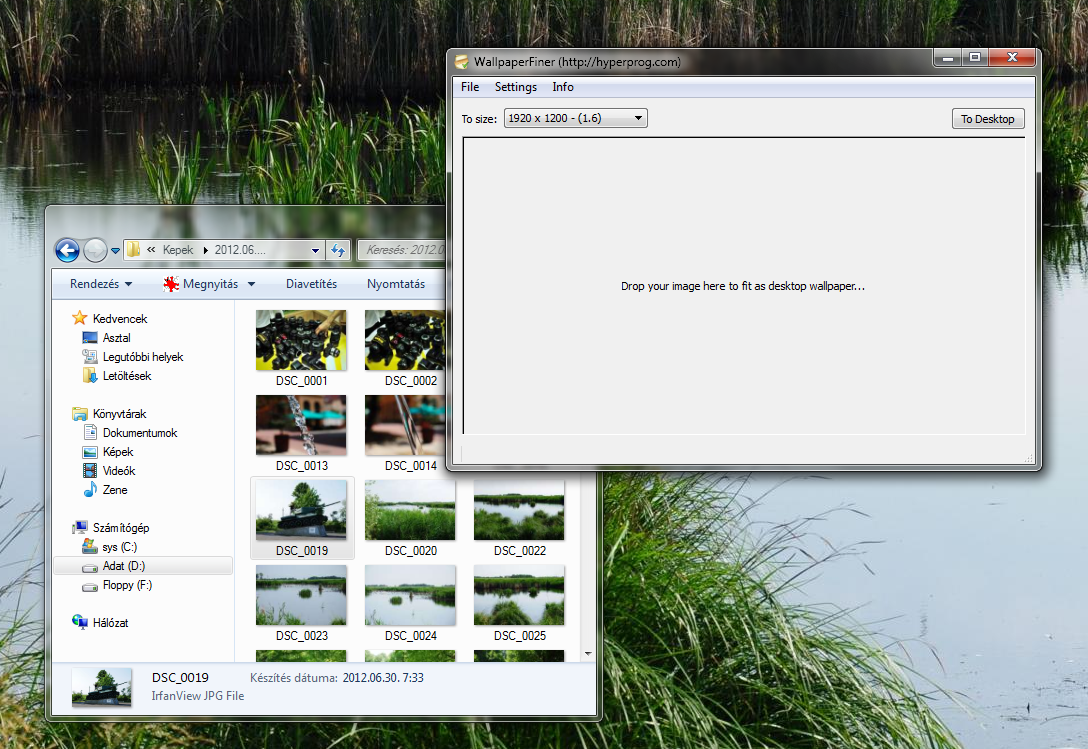 WallpaperFiner (http://hyperprog.com)
File Settings Info
To size: 1920 x 1200 - (1.6) To Desktop
Drop your image here to fit as desktop wallpaper...
« Kepek 2012.06.... Keresés: 2012.0
Rendezés Megnyitás Diavetítés Nyomtatás
Kedvencek
Asztal
Legutóbbi helyek
Letöltések
Könyvtárak
Dokumentumok
Képek
Videók
Zene
Számítógép
sys (C:)
Adat (D:)
Floppy (F:)
Hálózat
DSC_0001 DSC_0002
DSC_0013 DSC_0014
DSC_0019 DSC_0020 DSC_0022
DSC_0023 DSC_0024 DSC_0025
DSC_0019 Készítés dátuma: 2012.06.30. 7:33
IrfanView JPG File